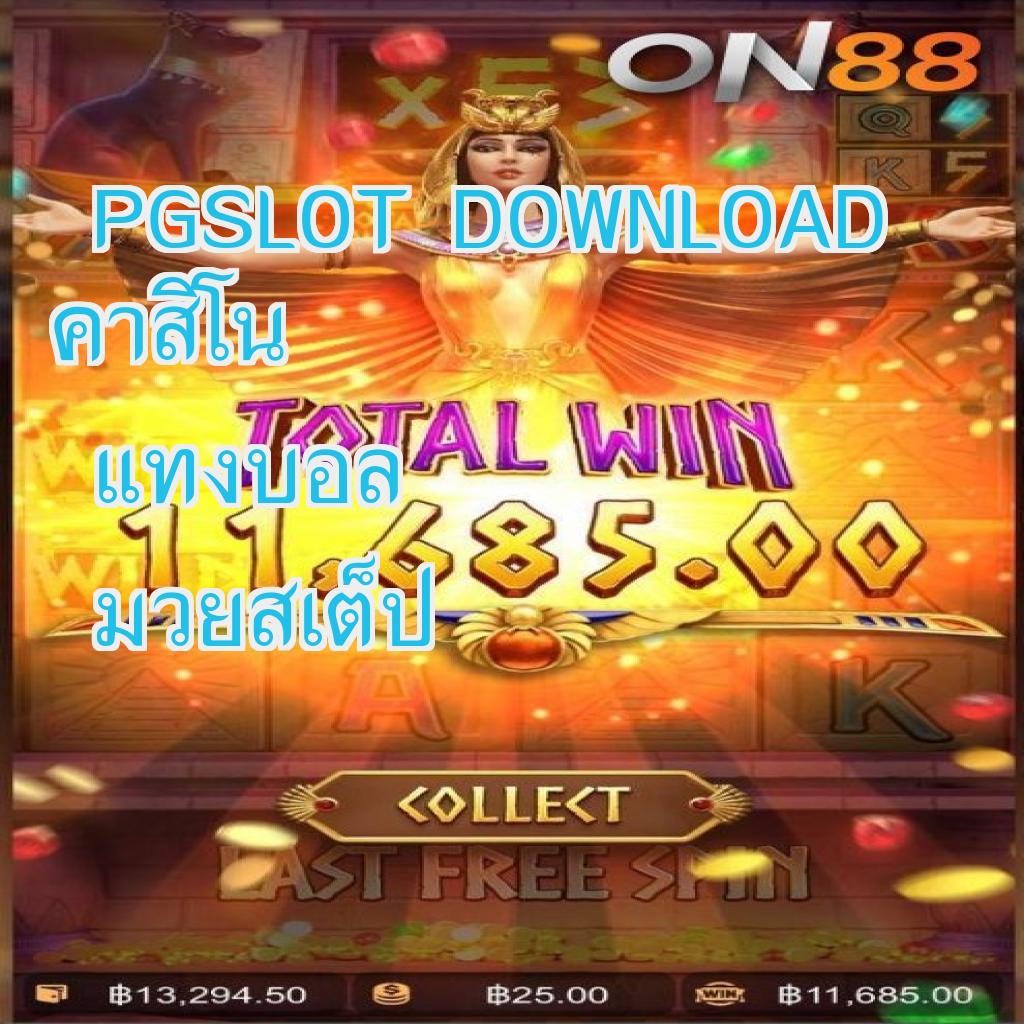 ON88
x53
Q
K 5
PGSLOT DOWNLOAD
คาสิโน
TOTAL WIN
แทงบอล
11,685.00
มวยสเต็ป
A K
COLLECT
LAST FREE SPIN
฿13,294.50 ฿25.00 WIN ฿11,685.00